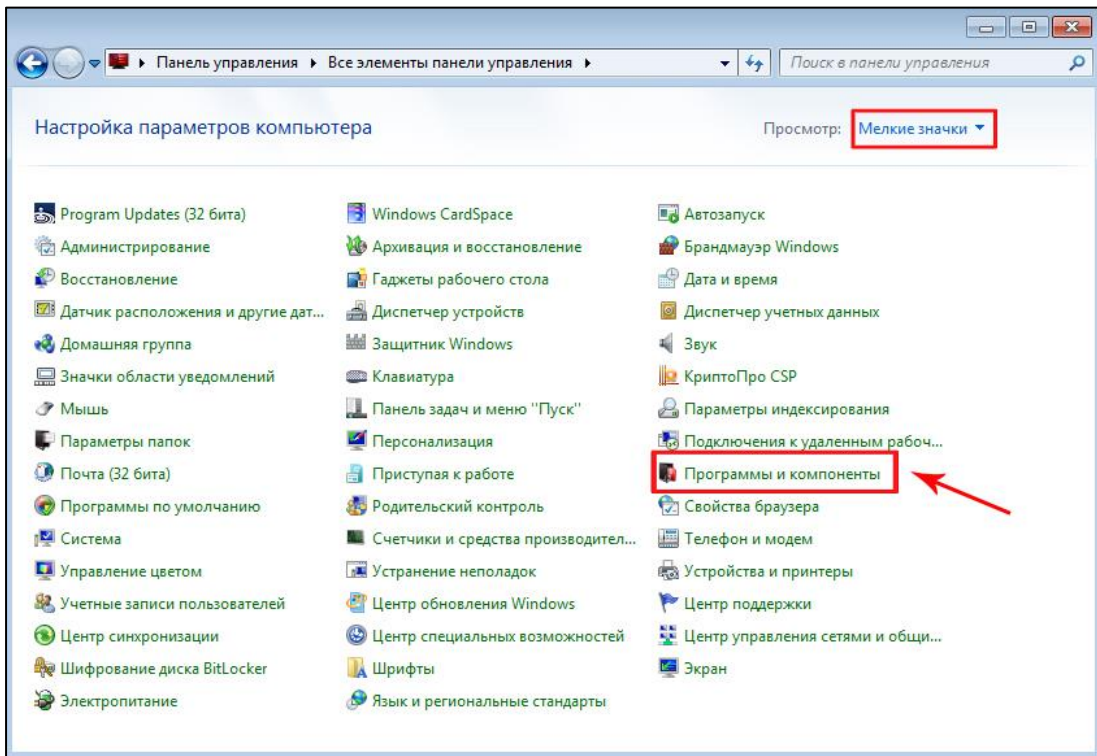 Панель управления ▸ Все элементы панели управления ▸
Поиск в панели управления
Настройка параметров компьютера
Просмотр: Мелкие значки
Program Updates (32 бита)
Windows CardSpace
Автозапуск
Администрирование
Архивация и восстановление
Брандмауэр Windows
Восстановление
Гаджеты рабочего стола
Дата и время
Датчик расположения и другие дат...
Диспетчер устройств
Диспетчер учетных данных
Домашняя группа
Защитник Windows
Звук
Значки области уведомлений
Клавиатура
КриптоПро CSP
Мышь
Панель задач и меню "Пуск"
Параметры индексирования
Параметры папок
Персонализация
Подключения к удаленным рабоч...
Почта (32 бита)
Приступая к работе
Программы и компоненты
Программы по умолчанию
Родительский контроль
Свойства браузера
Система
Счетчики и средства производител...
Телефон и модем
Управление цветом
Устранение неполадок
Устройства и принтеры
Учетные записи пользователей
Центр обновления Windows
Центр поддержки
Центр синхронизации
Центр специальных возможностей
Центр управления сетями и общи...
Шифрование диска BitLocker
Шрифты
Экран
Электропитание
Язык и региональные стандарты